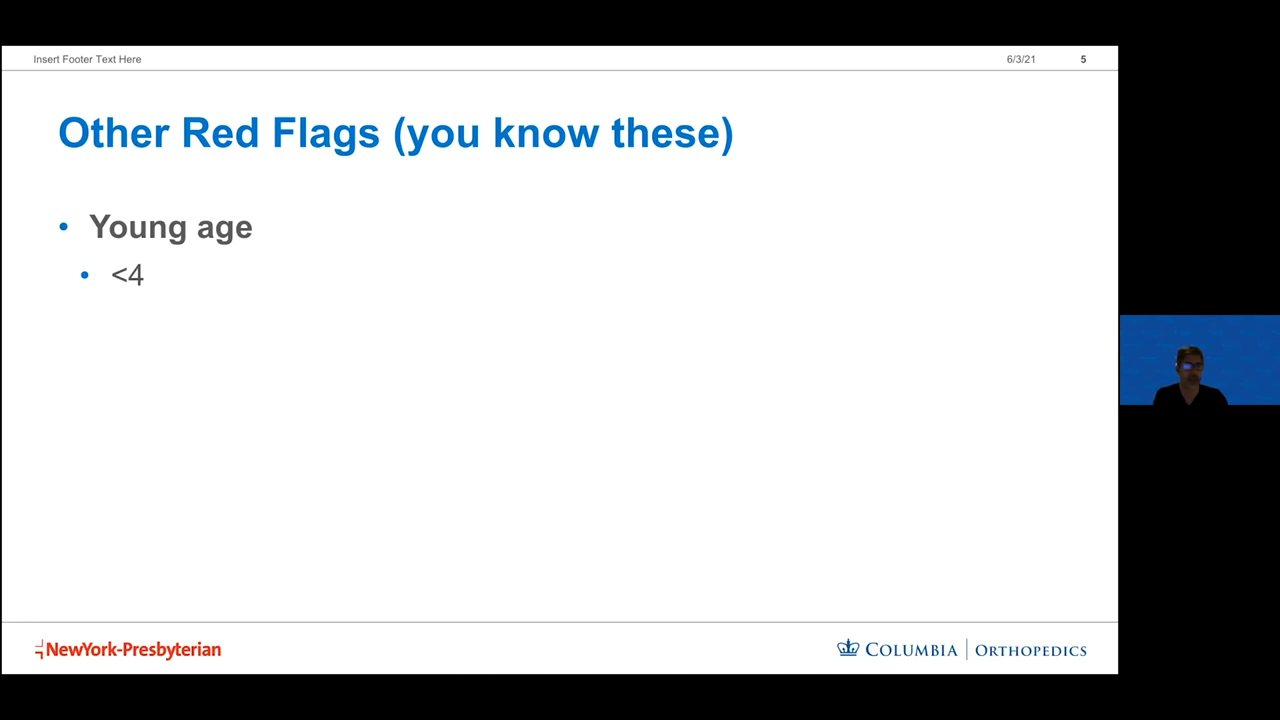 Insert Footer Text Here 6/3/21 5
Other Red Flags (you know these)
• Young age
• <4
NewYork-Presbyterian
COLUMBIA | ORTHOPEDICS